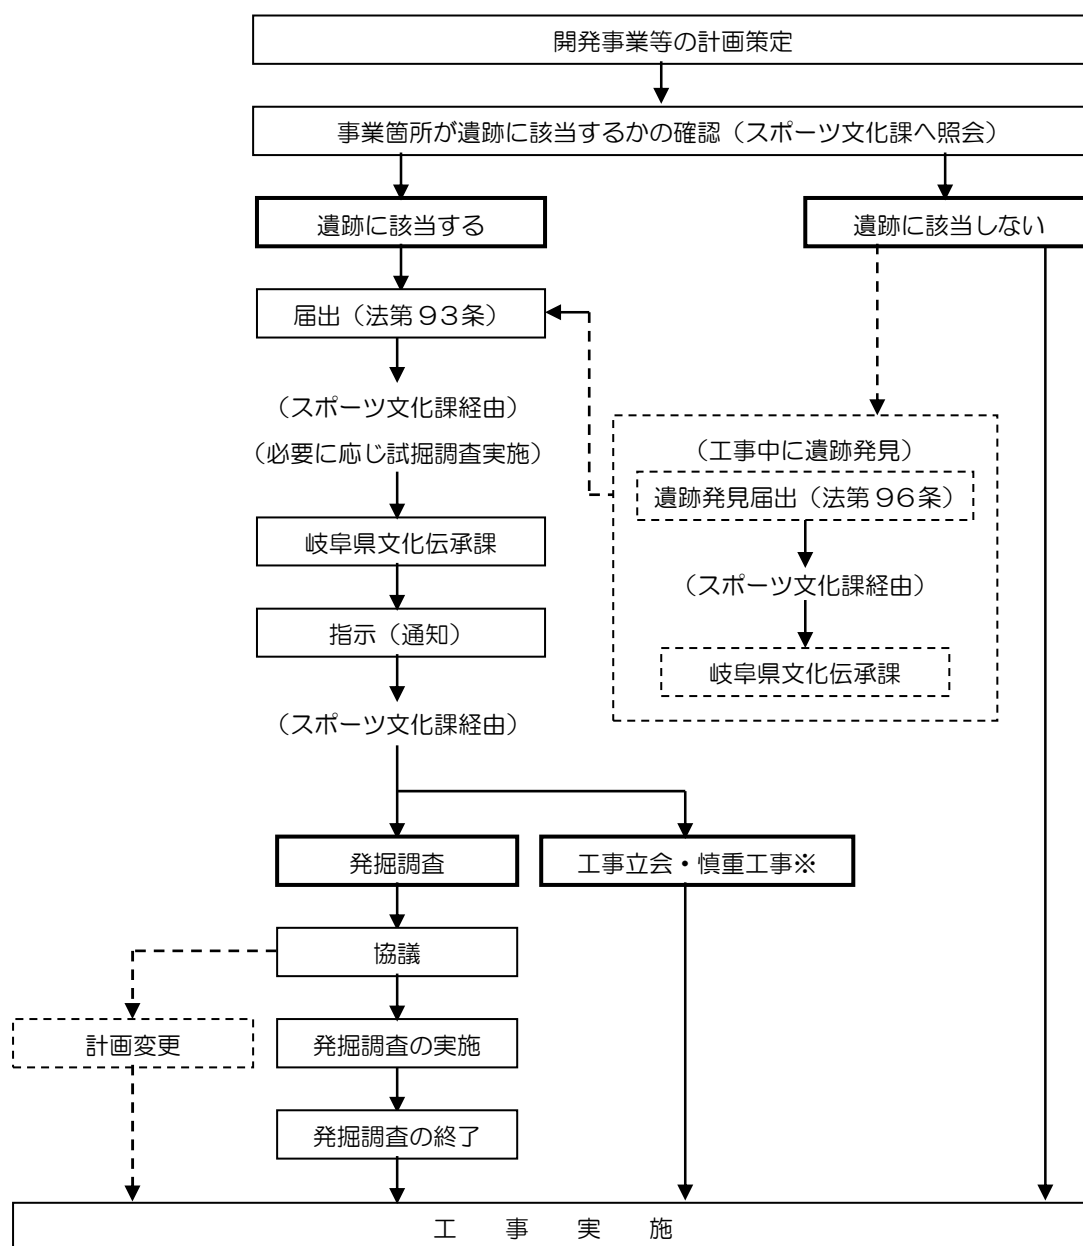 開発事業等の計画策定
事業箇所が遺跡に該当するかの確認（スポーツ文化課へ照会）
遺跡に該当する
遺跡に該当しない
届出（法第９３条）
（スポーツ文化課経由）
（必要に応じ試掘調査実施）
（工事中に遺跡発見）
遺跡発見届出（法第９６条）
（スポーツ文化課経由）
岐阜県文化伝承課
岐阜県文化伝承課
指示（通知）
（スポーツ文化課経由）
発掘調査
工事立会・慎重工事※
協議
計画変更
発掘調査の実施
発掘調査の終了
工　事　実　施